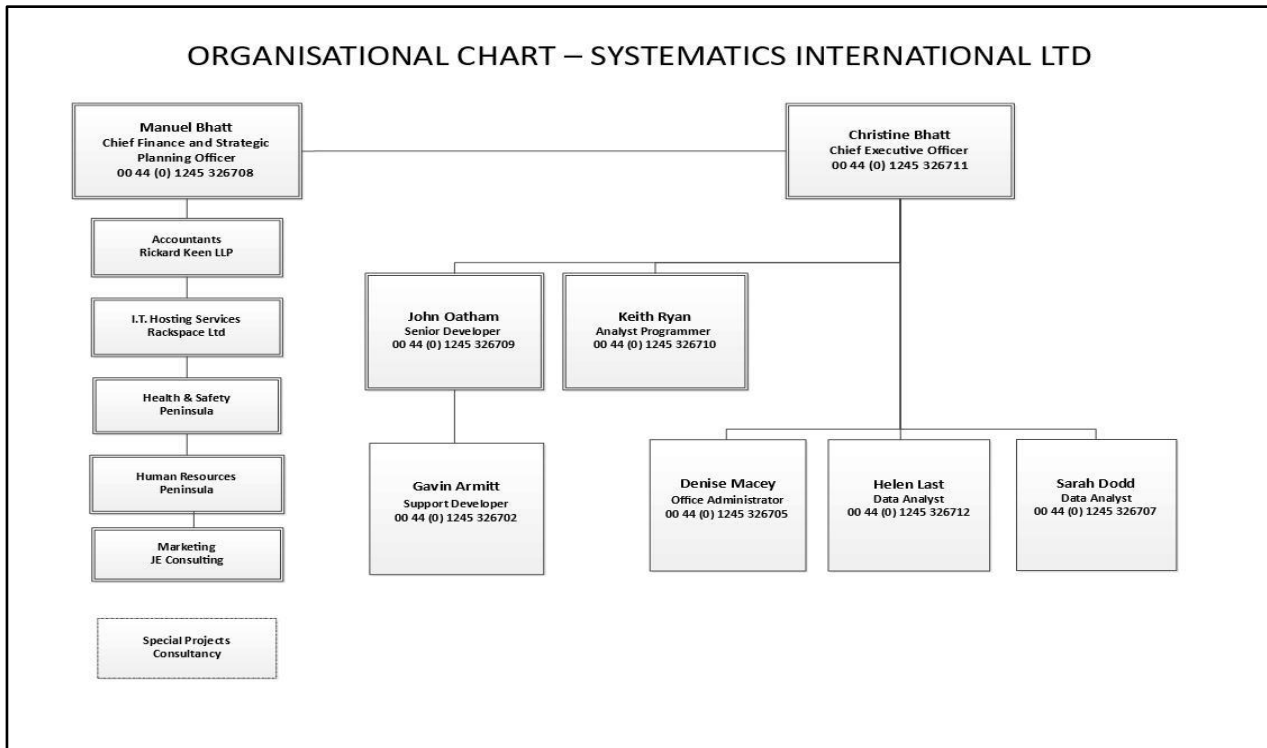 ORGANISATIONAL CHART – SYSTEMATICS INTERNATIONAL LTD
Manuel Bhatt
Chief Finance and Strategic
Planning Officer
00 44 (0) 1245 326708
Christine Bhatt
Chief Executive Officer
00 44 (0) 1245 326711
Accountants
Rickard Keen LLP
I.T. Hosting Services
Rackspace Ltd
Health & Safety
Peninsula
Human Resources
Peninsula
Marketing
JE Consulting
Special Projects
Consultancy
John Oatham
Senior Developer
00 44 (0) 1245 326709
Keith Ryan
Analyst Programmer
00 44 (0) 1245 326710
Gavin Armitt
Support Developer
00 44 (0) 1245 326702
Denise Macey
Office Administrator
00 44 (0) 1245 326705
Helen Last
Data Analyst
00 44 (0) 1245 326712
Sarah Dodd
Data Analyst
00 44 (0) 1245 326707